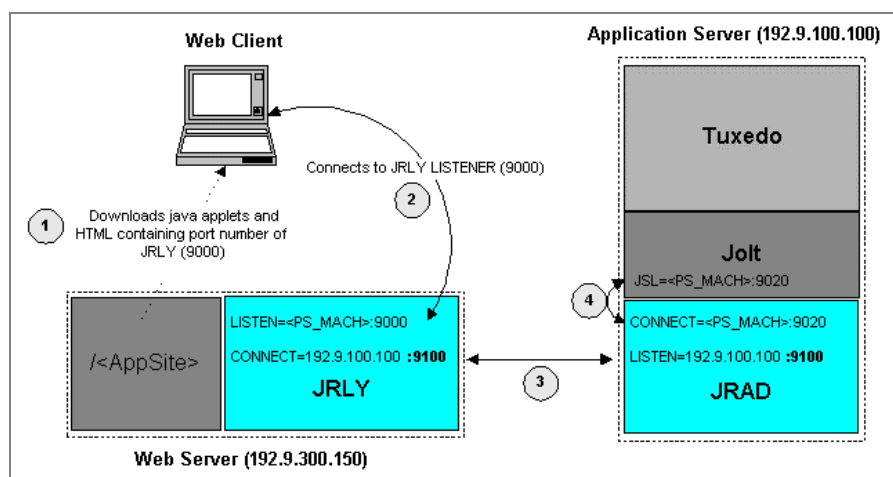 Web Client
Application Server (192.9.100.100)
Tuxedo
Connects to JRLY LISTENER (9000)
2
1
Downloads java applets and
HTML containing port number of
JRLY (9000)
Jolt
JSL=<PS_MACH>:9020
4
/<AppSite>
LISTEN=<PS_MACH>:9000
CONNECT=192.9.100.100 :9100
JRLY
3
CONNECT=<PS_MACH>:9020
LISTEN=192.9.100.100 :9100
JRAD
Web Server (192.9.300.150)